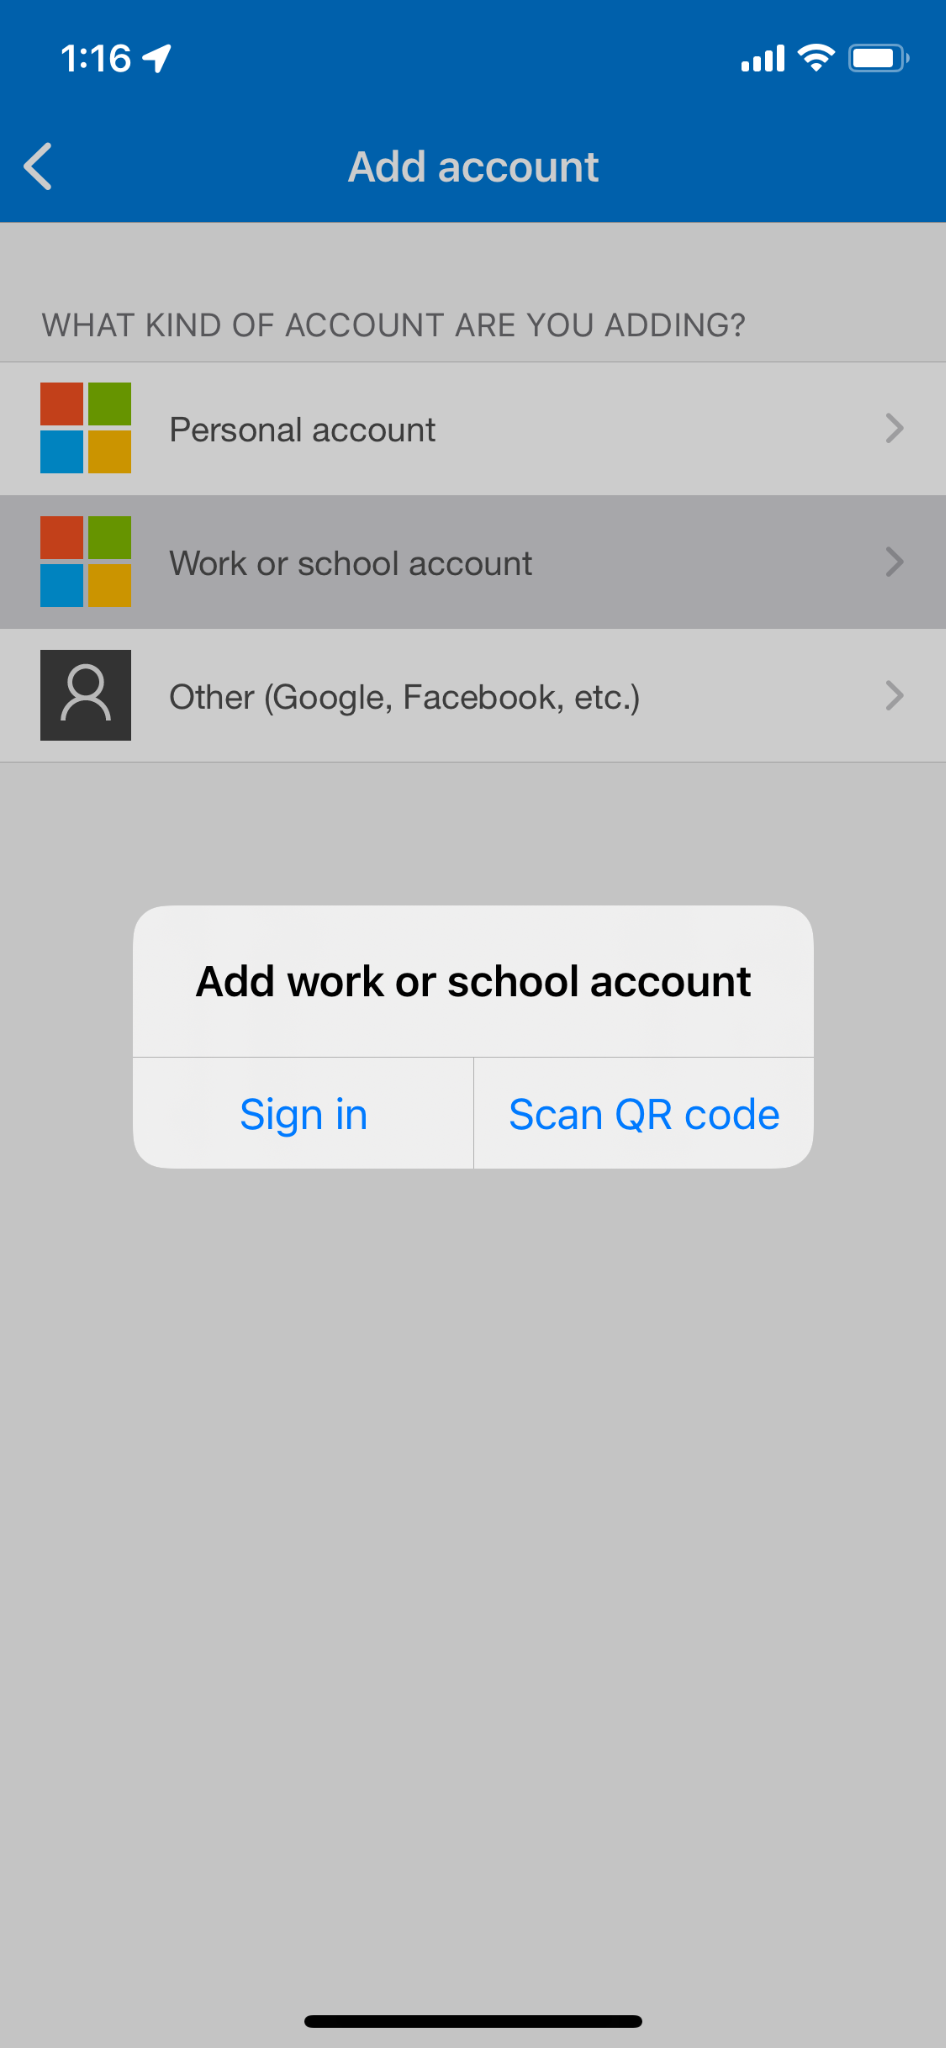 1:16
Add account
WHAT KIND OF ACCOUNT ARE YOU ADDING?
Personal account
Work or school account
Other (Google, Facebook, etc.)
Add work or school account
Sign in
Scan QR code